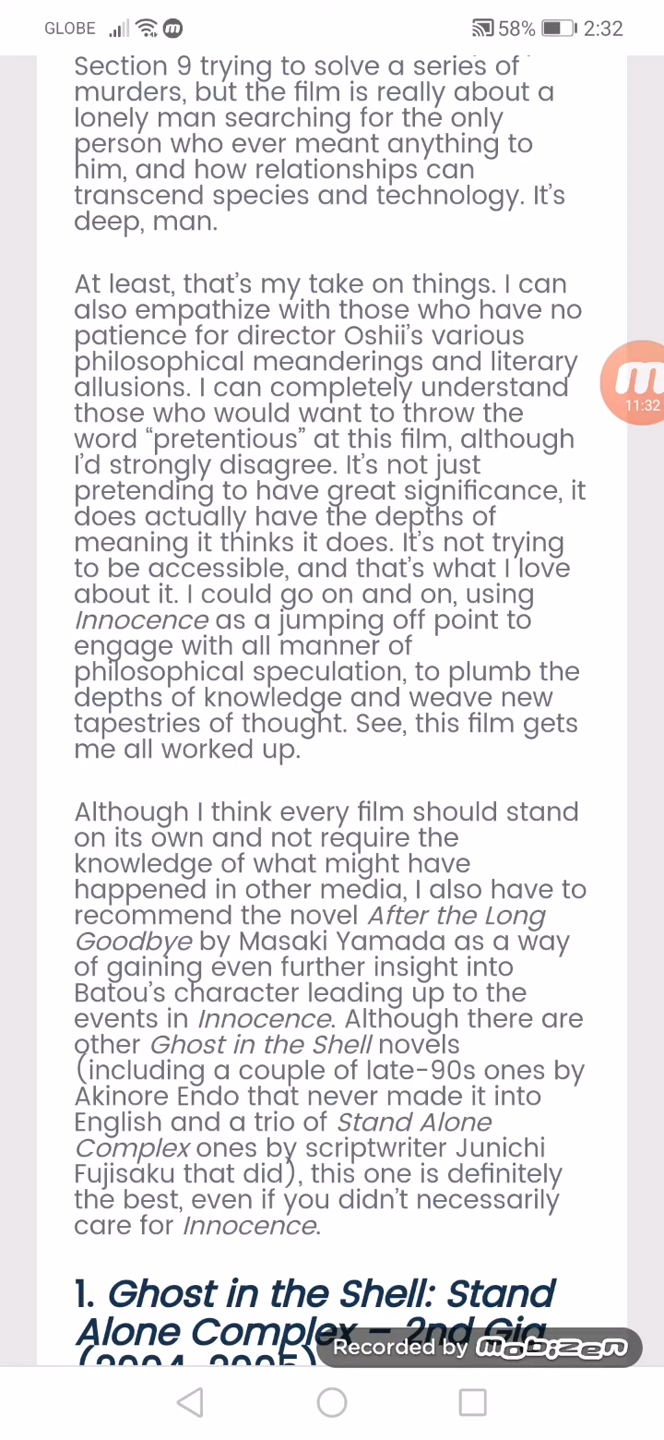 GLOBE 58% 2:32
Section 9 trying to solve a series of
murders, but the film is really about a
lonely man searching for the only
person who ever meant anything to
him, and how relationships can
transcend species and technology. It's
deep, man.
At least, that's my take on things. I can
also empathize with those who have no
patience for director Oshii's various
philosophical meanderings and literary
allusions. I can completely understand
those who would want to throw the
word “pretentious” at this film, although
I'd strongly disagree. It's not just
pretending to have great significance, it
does actually have the depths of
meaning it thinks it does. It's not trying
to be accessible, and that's what I love
about it. I could go on and on, using
Innocence as a jumping off point to
engage with all manner of
philosophical speculation, to plumb the
depths of knowledge and weave new
tapestries of thought. See, this film gets
me all worked up.
11:32
Although I think every film should stand
on its own and not require the
knowledge of what might have
happened in other media, I also have to
recommend the novel After the Long
Goodbye by Masaki Yamada as a way
of gaining even further insight into
Batou's character leading up to the
events in Innocence. Although there are
other Ghost in the Shell novels
(including a couple of late-90s ones by
Akinore Endo that never made it into
English and a trio of Stand Alone
Complex ones by scriptwriter Junichi
Fujisaku that did), this one is definitely
the best, even if you didn't necessarily
care for Innocence.
1. Ghost in the Shell: Stand
Alone Complex – 2nd Gig
(2004-2005)
Recorded by mobizen